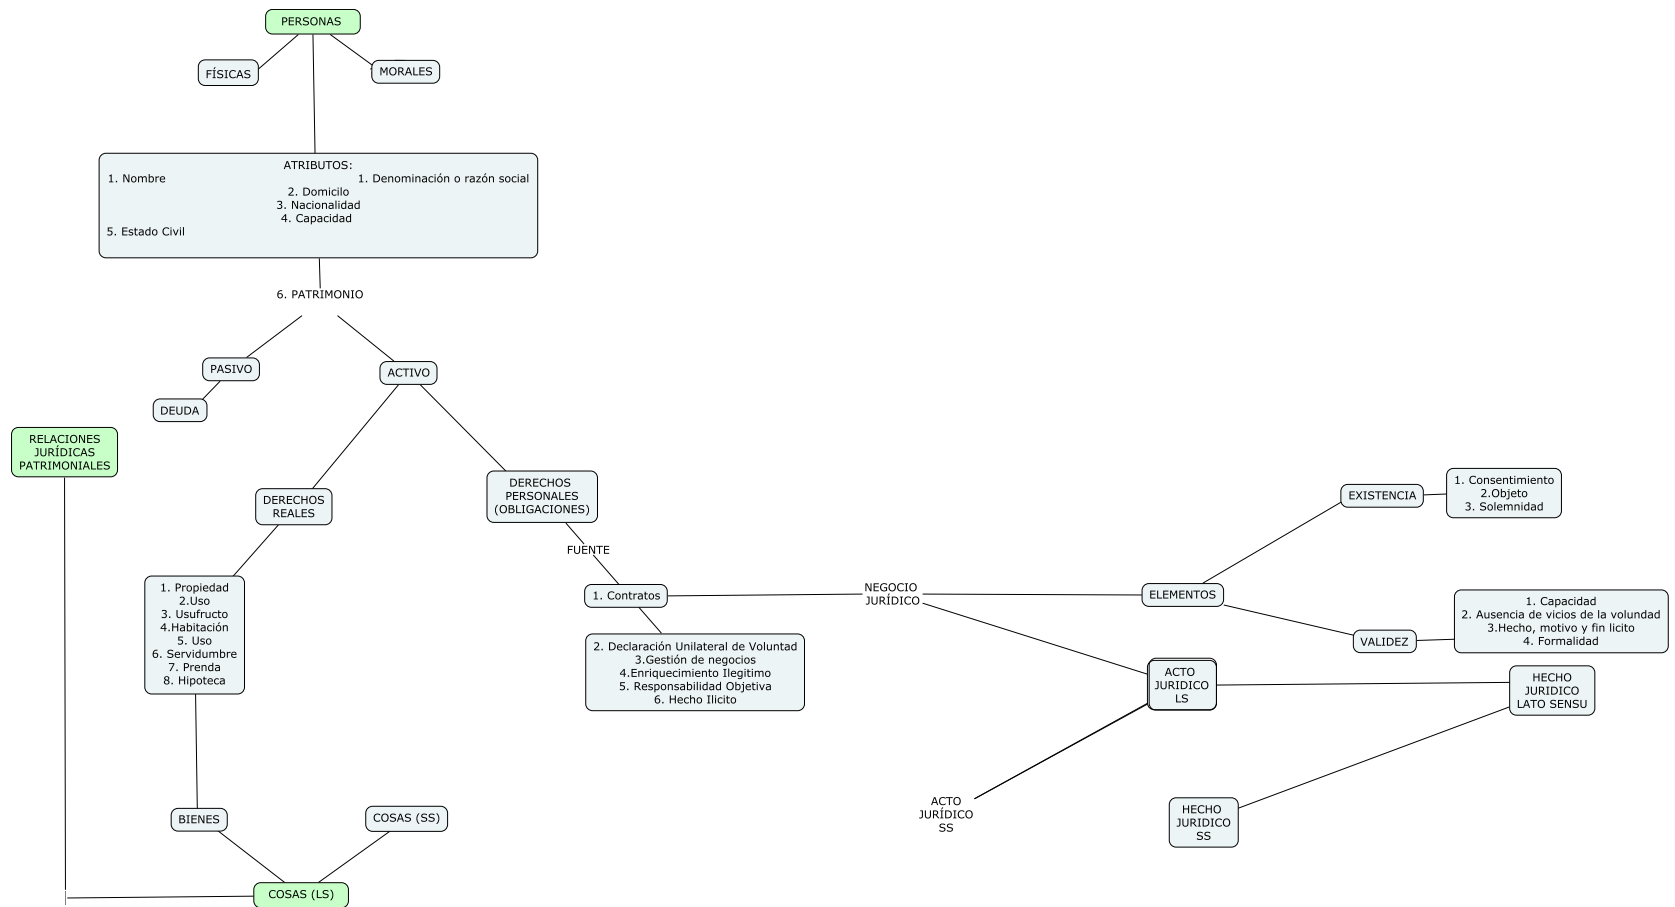 PERSONAS
FÍSICAS
MORALES
ATRIBUTOS:
1. Nombre 1. Denominación o razón social
2. Domicilo
3. Nacionalidad
4. Capacidad
5. Estado Civil
6. PATRIMONIO
PASIVO
ACTIVO
DEUDA
RELACIONES
JURÍDICAS
PATRIMONIALES
DERECHOS
REALES
DERECHOS
PERSONALES
(OBLIGACIONES)
FUENTE
1. Propiedad
2.Uso
3. Usufructo
4.Habitación
5. Uso
6. Servidumbre
7. Prenda
8. Hipoteca
1. Contratos
2. Declaración Unilateral de Voluntad
3.Gestión de negocios
4.Enriquecimiento Ilegitimo
5. Responsabilidad Objetiva
6. Hecho Ilicito
NEGOCIO
JURÍDICO
ELEMENTOS
EXISTENCIA
1. Consentimiento
2.Objeto
3. Solemnidad
VALIDEZ
1. Capacidad
2. Ausencia de vicios de la volundad
3.Hecho, motivo y fin licito
4. Formalidad
ACTO
JURIDICO
LS
HECHO
JURIDICO
LATO SENSU
ACTO
JURÍDICO
SS
HECHO
JURIDICO
SS
BIENES
COSAS (SS)
COSAS (LS)